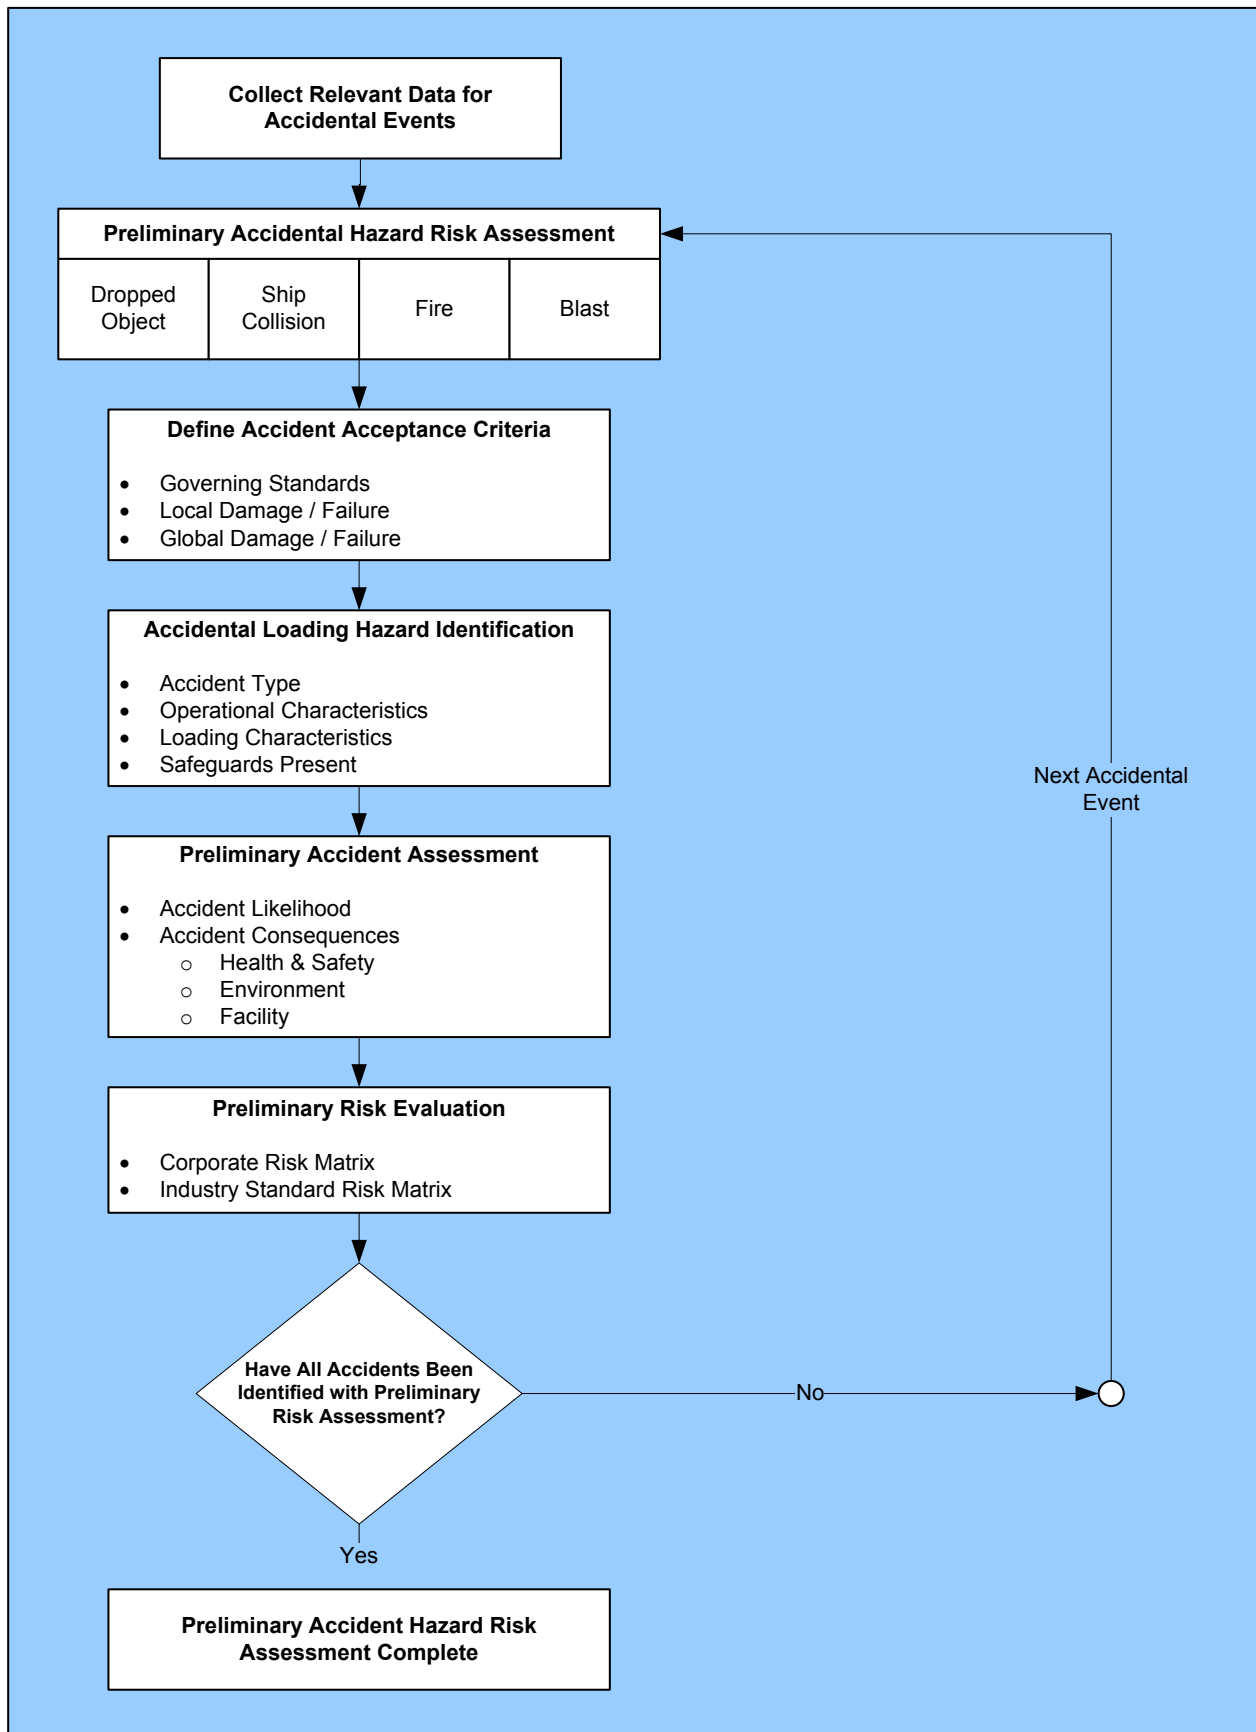 Collect Relevant Data for
Accidental Events
Preliminary Accidental Hazard Risk Assessment
Dropped
Object
Ship
Collision
Fire
Blast
Define Accident Acceptance Criteria
• Governing Standards
• Local Damage / Failure
• Global Damage / Failure
Accidental Loading Hazard Identification
• Accident Type
• Operational Characteristics
• Loading Characteristics
• Safeguards Present
Next Accidental
Event
Preliminary Accident Assessment
• Accident Likelihood
• Accident Consequences
o Health & Safety
o Environment
o Facility
Preliminary Risk Evaluation
• Corporate Risk Matrix
• Industry Standard Risk Matrix
Have All Accidents Been
Identified with Preliminary
Risk Assessment?
No
Yes
Preliminary Accident Hazard Risk
Assessment Complete